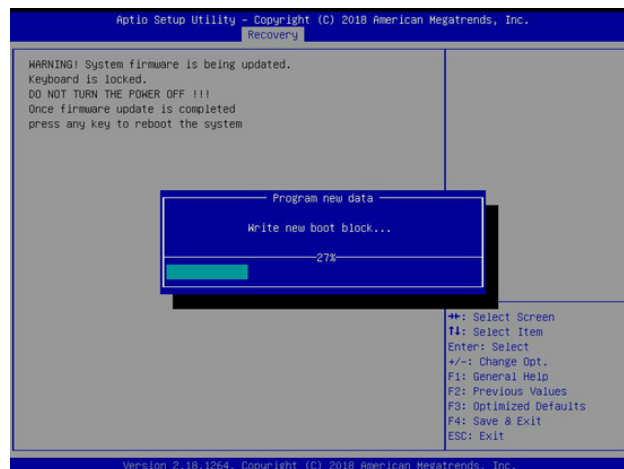 Aptio Setup Utility – Copyright (C) 2018 American Megatrends, Inc.
Recovery
WARNING! System firmware is being updated.
Keyboard is locked.
DO NOT TURN THE POWER OFF !!!
Once firmware update is completed
press any key to reboot the system
Program new data
Write new boot block...
27%
→←: Select Screen
↑↓: Select Item
Enter: Select
+/-: Change Opt.
F1: General Help
F2: Previous Values
F3: Optimized Defaults
F4: Save & Exit
ESC: Exit
Version 2.18.1264. Copyright (C) 2018 American Megatrends, Inc.